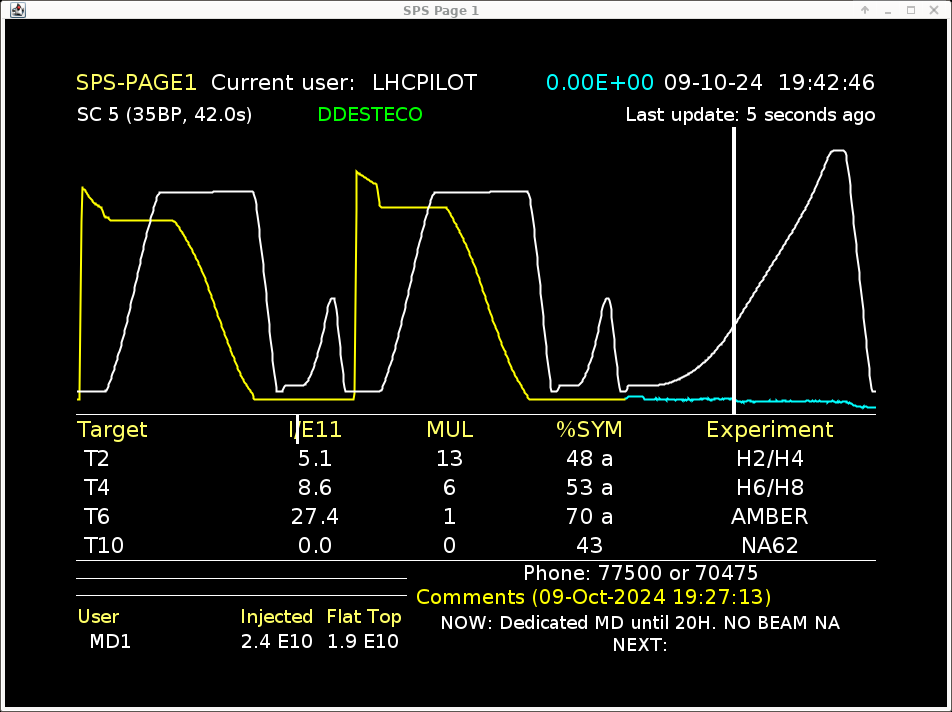 SPS Page 1
SPS-PAGE1 Current user: LHCPILOT 0.00E+00 09-10-24 19:42:46
SC 5 (35BP, 42.0s) DDESTECO Last update: 5 seconds ago
Target I/E11 MUL %SYM Experiment
T2 5.1 13 48 a H2/H4
T4 8.6 6 53 a H6/H8
T6 27.4 1 70 a AMBER
T10 0.0 0 43 NA62
Phone: 77500 or 70475
Comments (09-Oct-2024 19:27:13)
User Injected Flat Top
NOW: Dedicated MD until 20H. NO BEAM NA
MD1 2.4 E10 1.9 E10
NEXT: